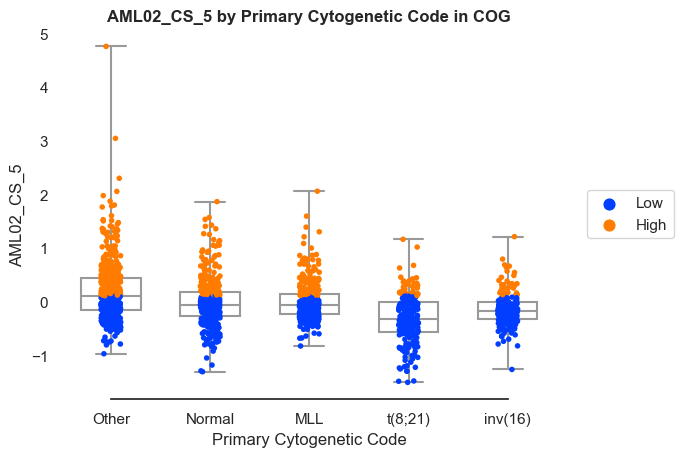 AML02_CS_5 by Primary Cytogenetic Code in COG
5
4
3
2
1
0
−1
AML02_CS_5
Low
High
Other Normal MLL t(8;21) inv(16)
Primary Cytogenetic Code